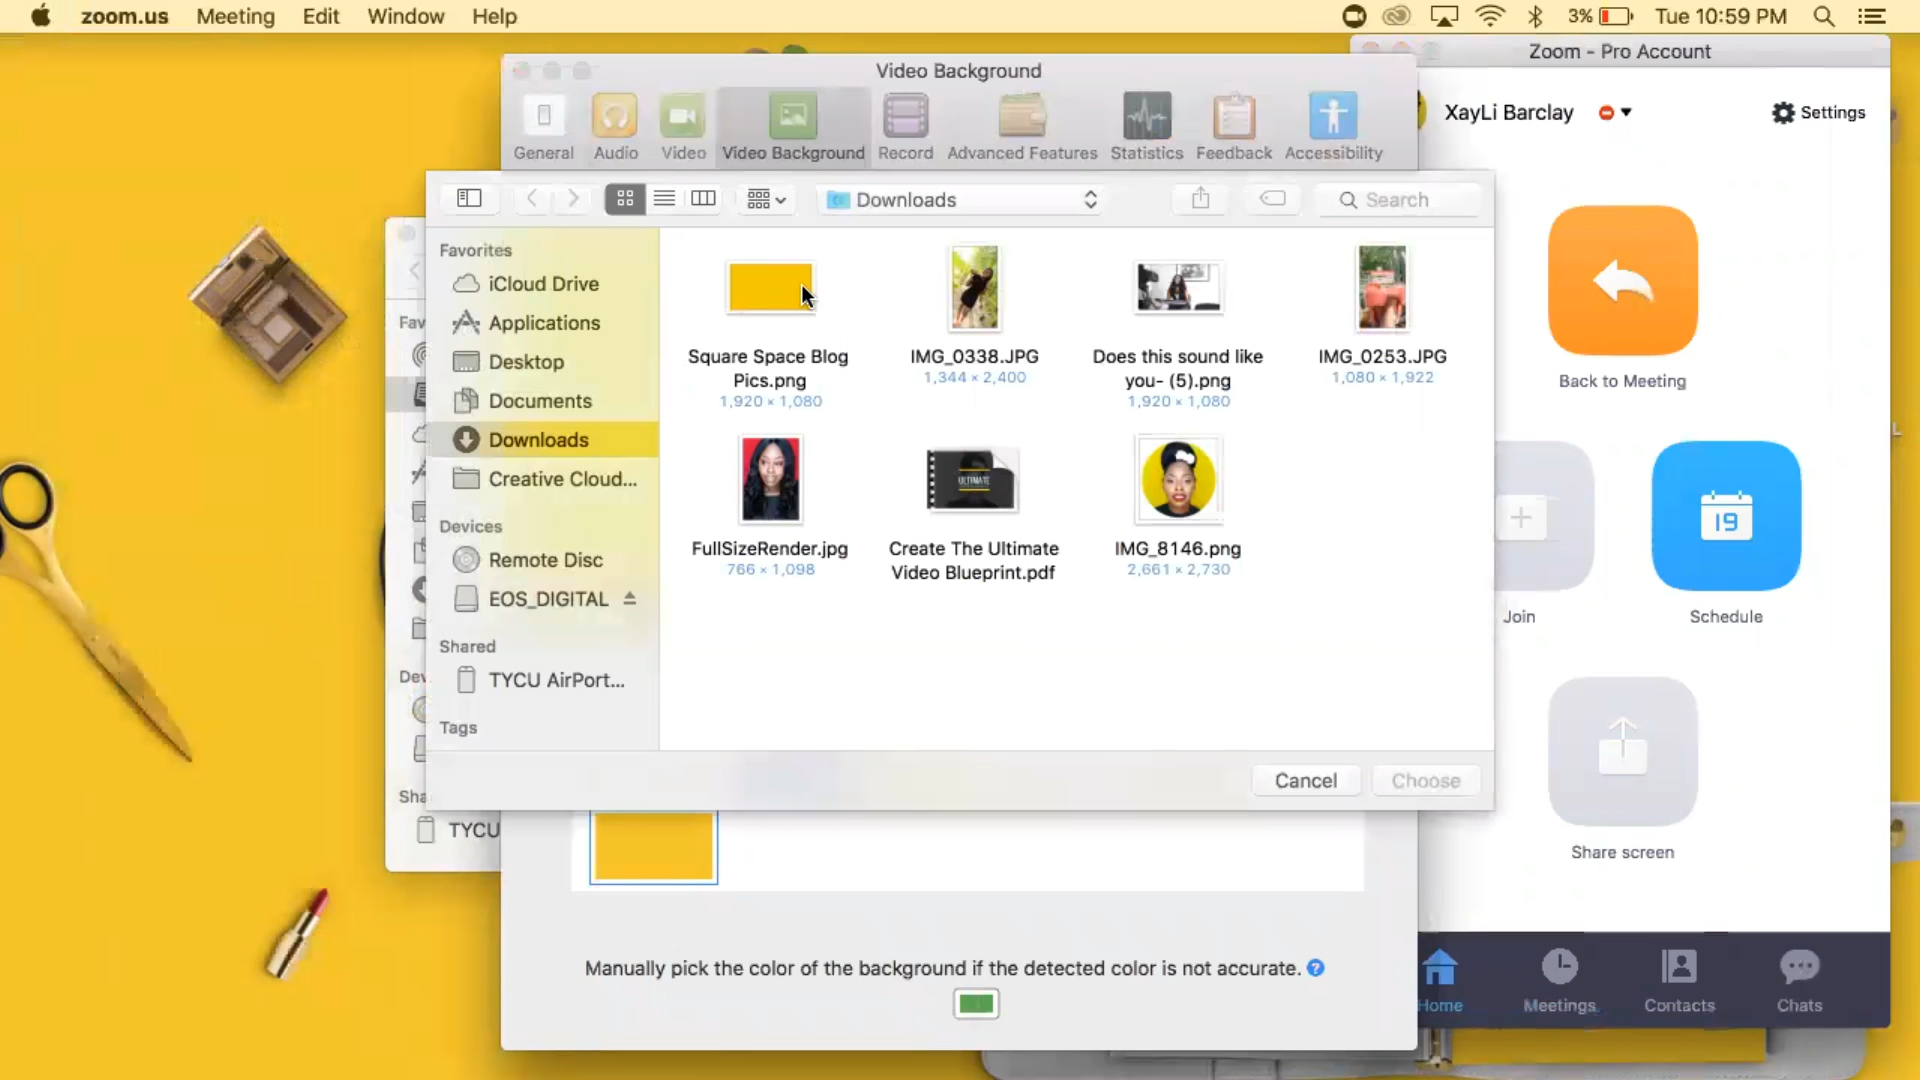 zoom.us Meeting Edit Window Help 3% Tue 10:59 PM
Zoom - Pro Account
Video Background
XayLi Barclay
Settings
General Audio Video Video Background Record Advanced Features Statistics Feedback Accessibility
Downloads
Search
Favorites
iCloud Drive
Applications
Desktop
Documents
Downloads
Creative Cloud...
Devices
Remote Disc
EOS_DIGITAL
Shared
TYCU AirPort...
Tags
Square Space Blog
Pics.png
1,920 × 1,080
IMG_0338.JPG
1,344 × 2,400
Does this sound like
you- (5).png
1,920 × 1,080
IMG_0253.JPG
1,080 × 1,922
FullSizeRender.jpg
766 × 1,098
ULTIMATE
Create The Ultimate
Video Blueprint.pdf
IMG_8146.png
2,661 × 2,730
Cancel
Choose
Fav
Dev
Sha
TYCU
Back to Meeting
Join
19
Schedule
Share screen
Manually pick the color of the background if the detected color is not accurate. ?
Home Meetings Contacts Chats